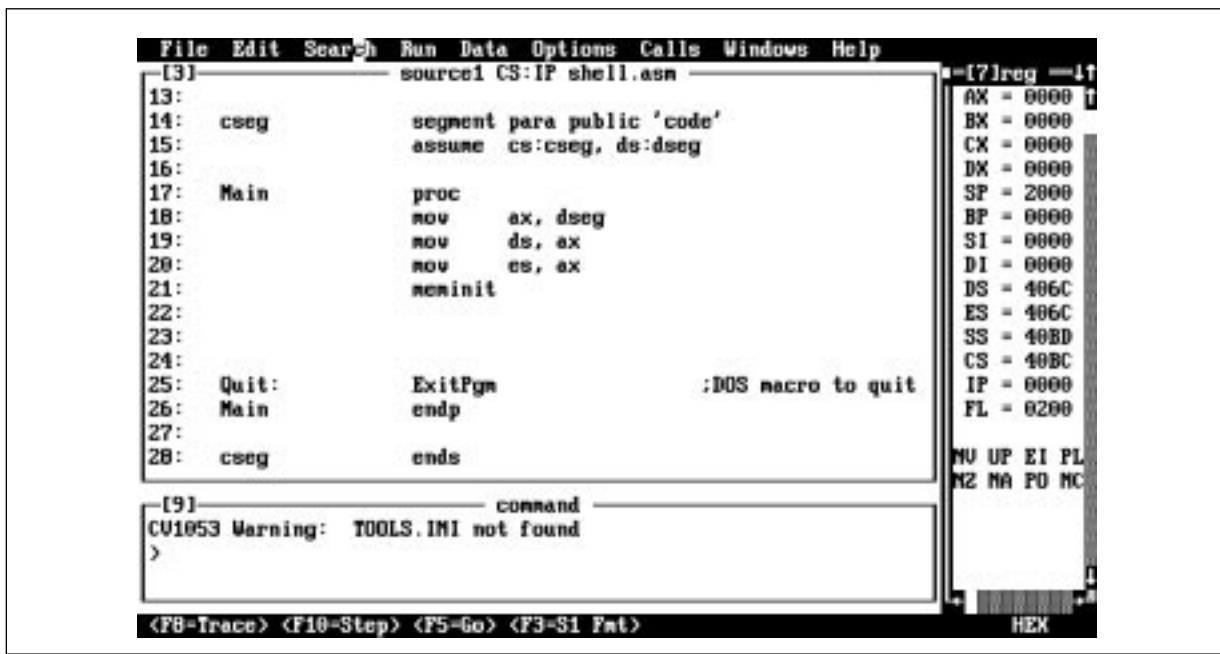 File Edit Search Run Data Options Calls Windows Help
[3] source1 CS:IP shell.asm
13:
14: cseg segment para public 'code'
15: assume cs:cseg, ds:dseg
16:
17: Main proc
18: mov ax, dseg
19: mov ds, ax
20: mov es, ax
21: meminit
22:
23:
24:
25: Quit: ExitPgm ;DOS macro to quit
26: Main endp
27:
28: cseg ends
[7]reg
AX = 0000
BX = 0000
CX = 0000
DX = 0000
SP = 2000
BP = 0000
SI = 0000
DI = 0000
DS = 406C
ES = 406C
SS = 40BD
CS = 40BC
IP = 0000
FL = 0200
NV UP EI PL
NZ NA PO NC
[9] command
CV1053 Warning: TOOLS.INI not found
>
<F8=Trace> <F10=Step> <F5=Go> <F3=S1 Fmt> HEX